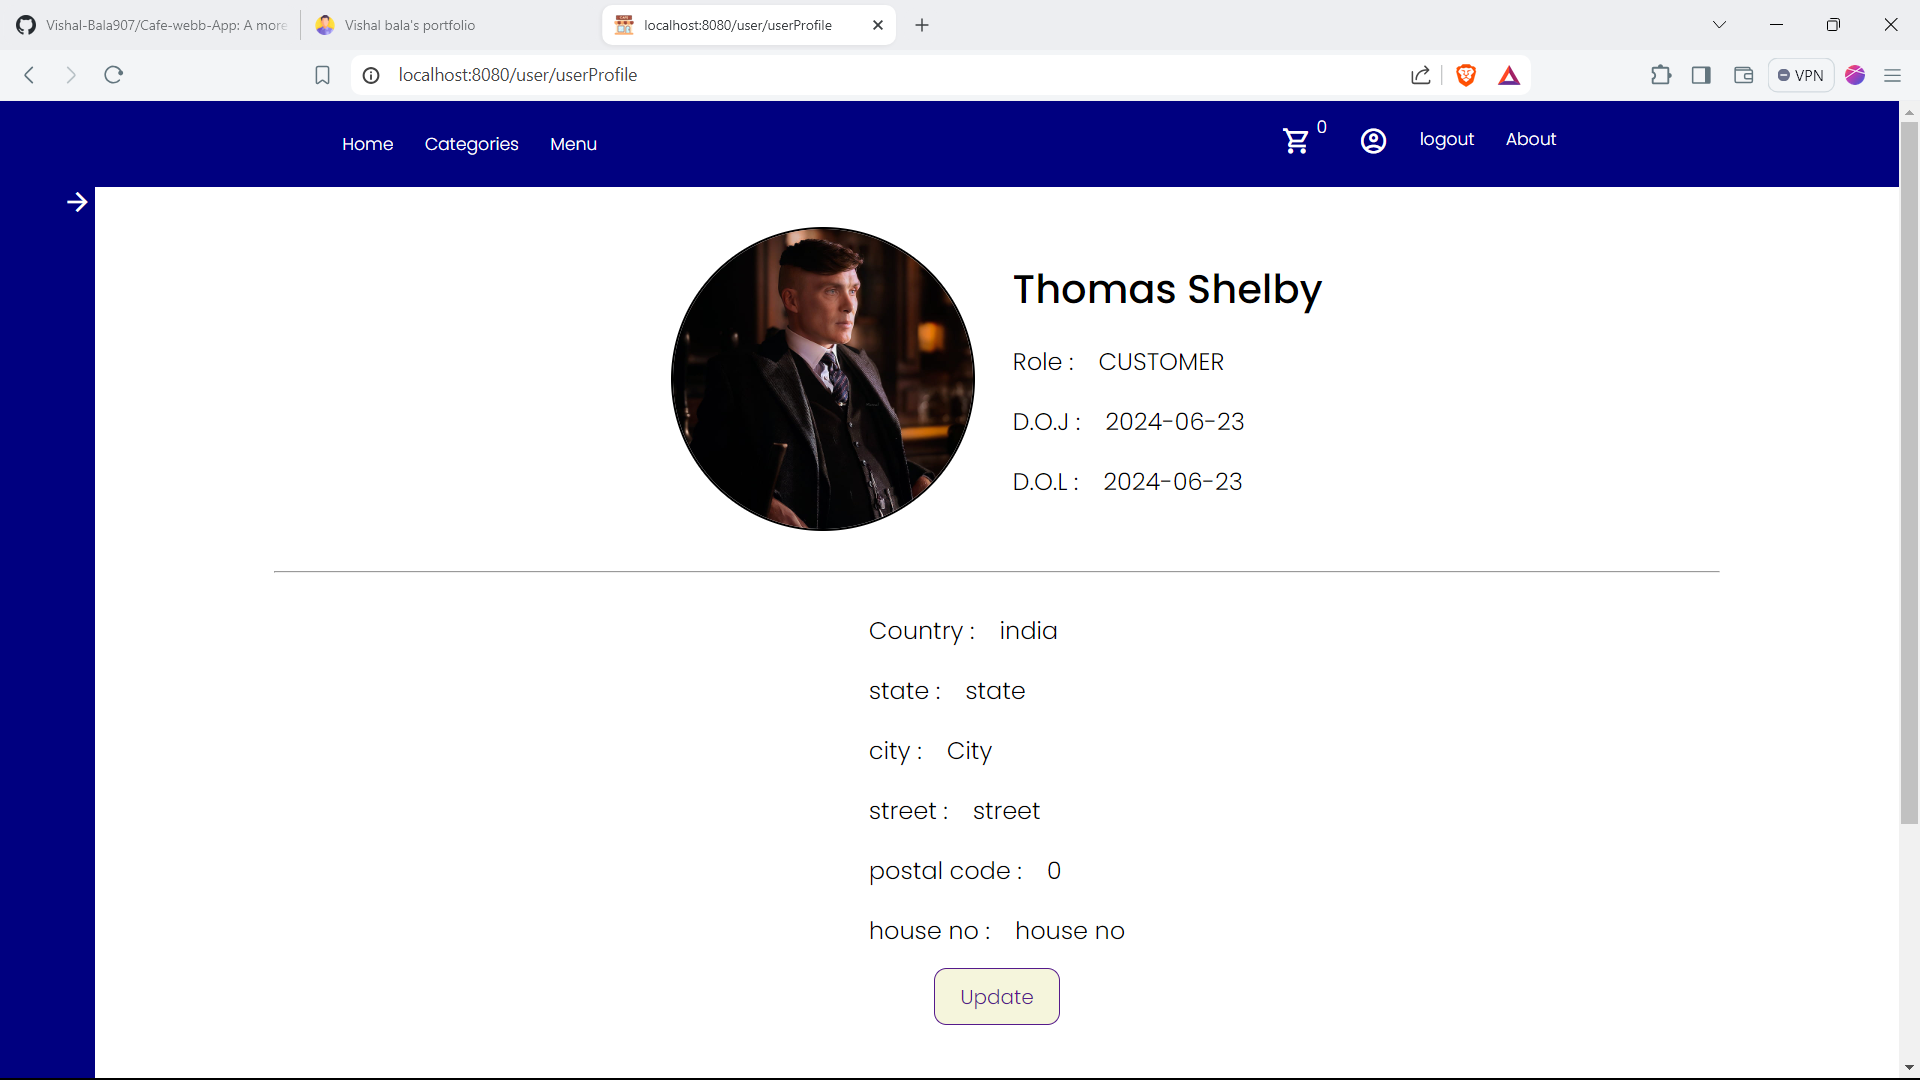 Vishal-Bala907/Cafe-webb-App: A more
Vishal bala's portfolio
localhost:8080/user/userProfile
localhost:8080/user/userProfile
VPN
Home Categories Menu
0
logout About
Thomas Shelby
Role : CUSTOMER
D.O.J : 2024-06-23
D.O.L : 2024-06-23
Country : india
state : state
city : City
street : street
postal code : 0
house no : house no
Update